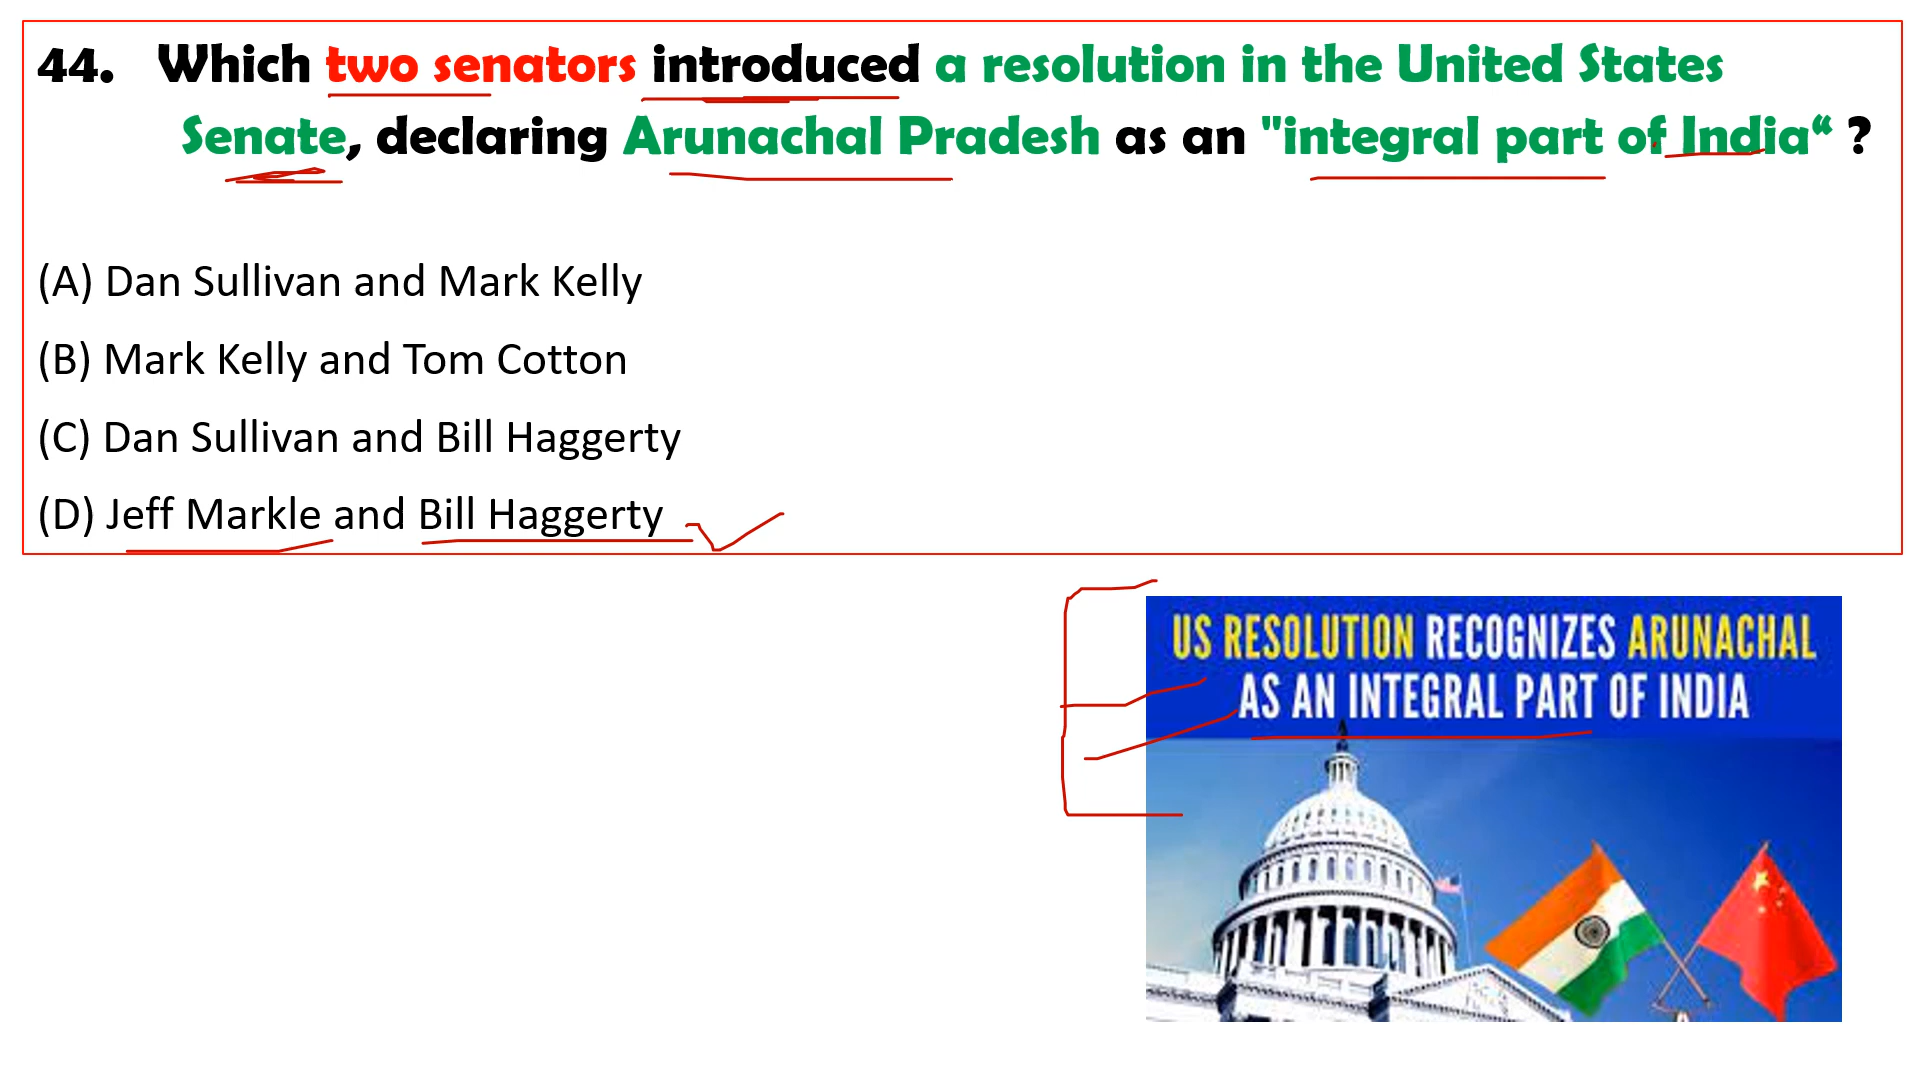 44. Which two senators introduced a resolution in the United States
Senate, declaring Arunachal Pradesh as an "integral part of India“ ?
(A) Dan Sullivan and Mark Kelly
(B) Mark Kelly and Tom Cotton
(C) Dan Sullivan and Bill Haggerty
(D) Jeff Markle and Bill Haggerty
US RESOLUTION RECOGNIZES ARUNACHAL
AS AN INTEGRAL PART OF INDIA